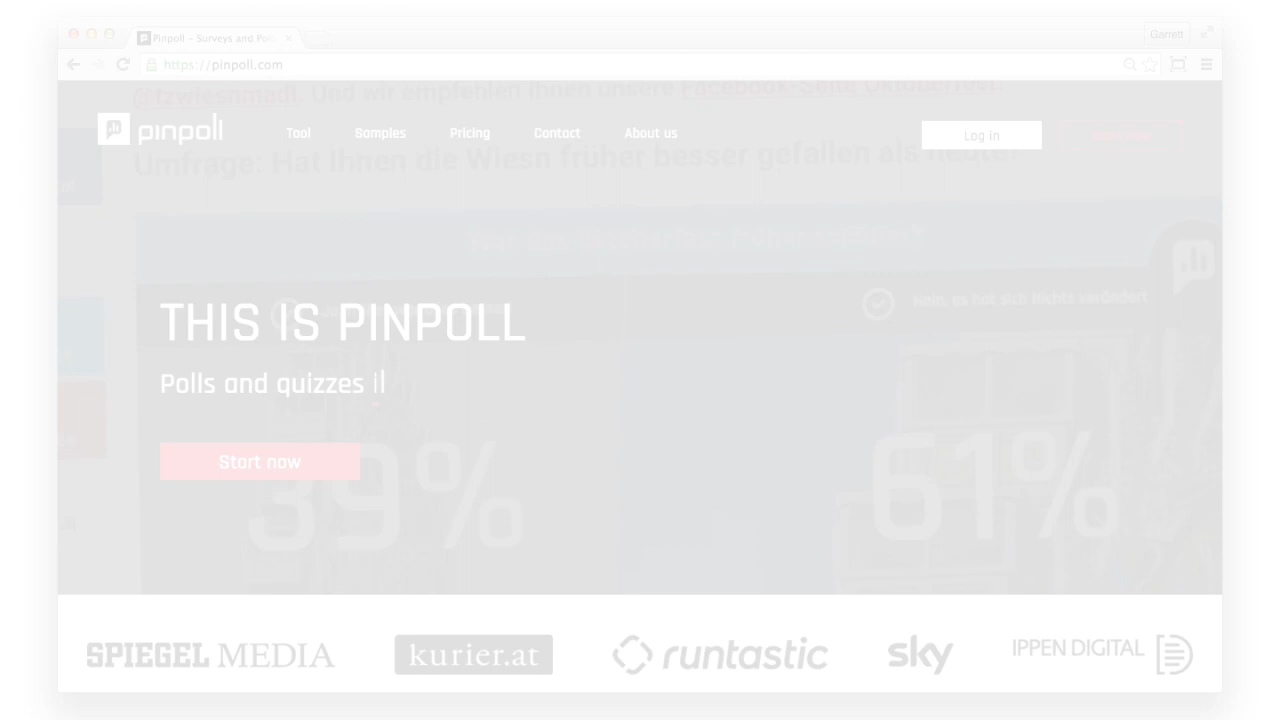 Pinpoll – Surveys and Pol
Garrett
https://pinpoll.com
@tzwiesnmadl. Und wir empfehlen Ihnen unsere Facebook-Seite Oktoberfest.
pinpoll
Tool
Samples
Pricing
Contact
About us
Log in
Umfrage: Hat Ihnen die Wiesn früher besser gefallen als heute?
Nein, es hat sich nichts verändert
THIS IS PINPOLL
Polls and quizzes il
Start now
39%
61%
SPIEGEL MEDIA
kurier.at
runtastic
sky
IPPEN DIGITAL